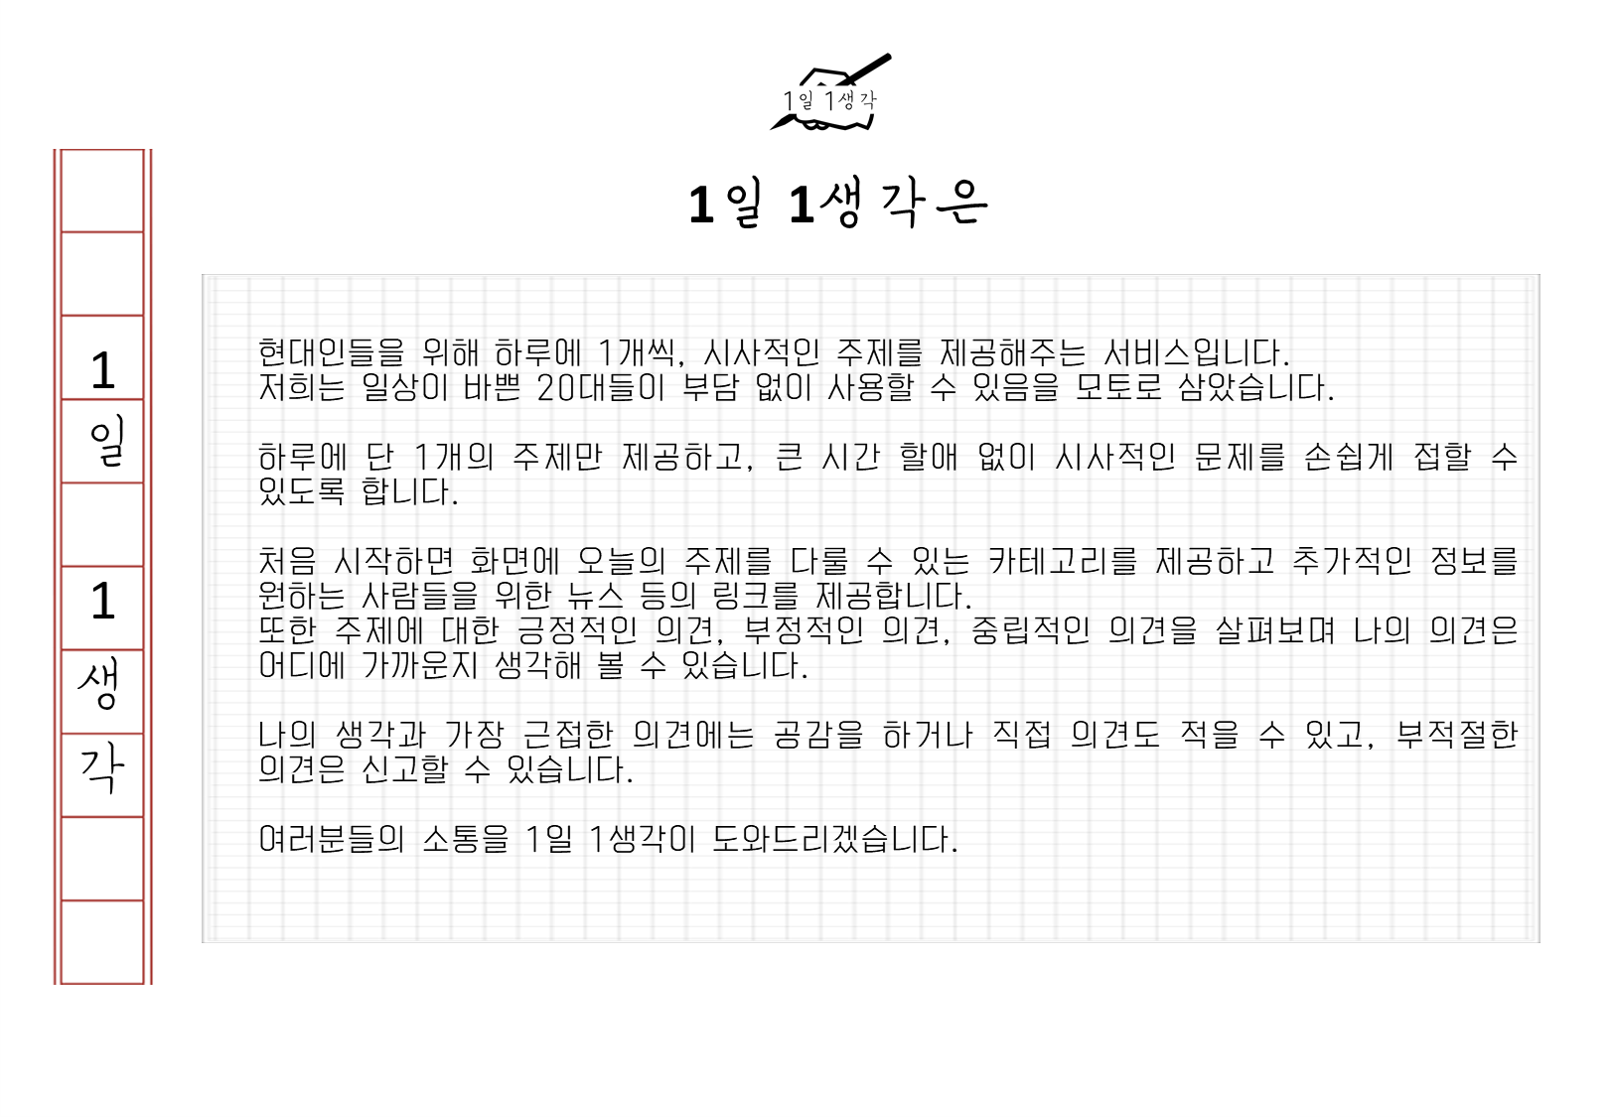 1일 1생각
1일 1생각은
1
일
1
생
각
현대인들을 위해 하루에 1개씩, 시사적인 주제를 제공해주는 서비스입니다.
저희는 일상이 바쁜 20대들이 부담 없이 사용할 수 있음을 모토로 삼았습니다.
하루에 단 1개의 주제만 제공하고, 큰 시간 할애 없이 시사적인 문제를 손쉽게 접할 수
있도록 합니다.
처음 시작하면 화면에 오늘의 주제를 다룰 수 있는 카테고리를 제공하고 추가적인 정보를
원하는 사람들을 위한 뉴스 등의 링크를 제공합니다.
또한 주제에 대한 긍정적인 의견, 부정적인 의견, 중립적인 의견을 살펴보며 나의 의견은
어디에 가까운지 생각해 볼 수 있습니다.
나의 생각과 가장 근접한 의견에는 공감을 하거나 직접 의견도 적을 수 있고, 부적절한
의견은 신고할 수 있습니다.
여러분들의 소통을 1일 1생각이 도와드리겠습니다.